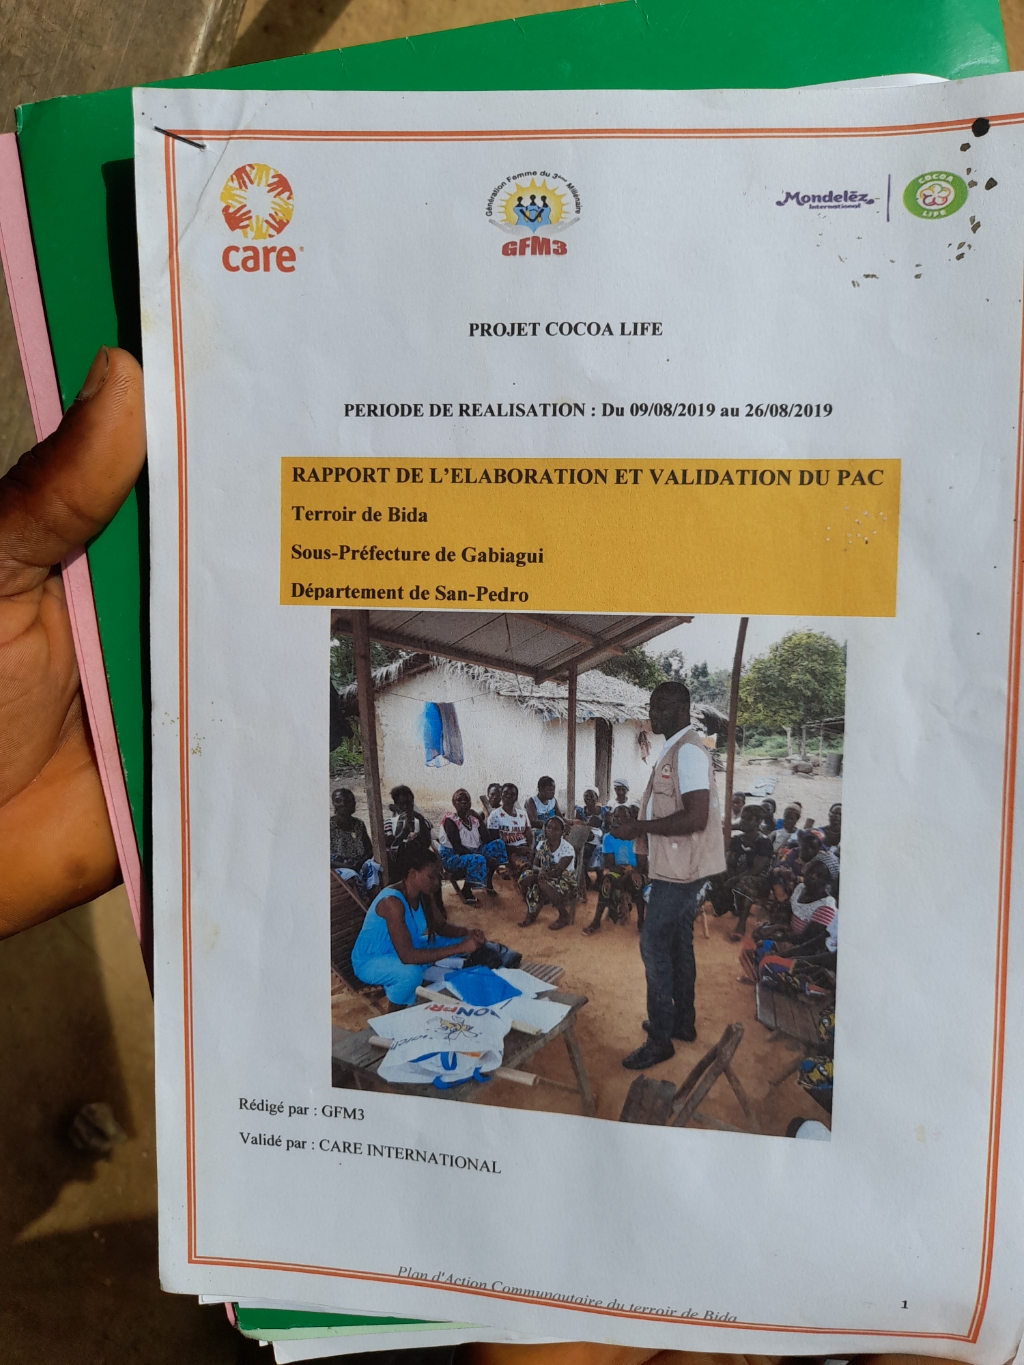 care
Génération Femme du 3ème Millénaire
GFM3
Mondelēz
International
COCOA
LIFE
PROJET COCOA LIFE
PERIODE DE REALISATION : Du 09/08/2019 au 26/08/2019
RAPPORT DE L'ELABORATION ET VALIDATION DU PAC
Terroir de Bida
Sous-Préfecture de Gabiagui
Département de San-Pedro
Rédigé par : GFM3
Validé par : CARE INTERNATIONAL
Plan d'Action Communautaire du terroir de Bida
1